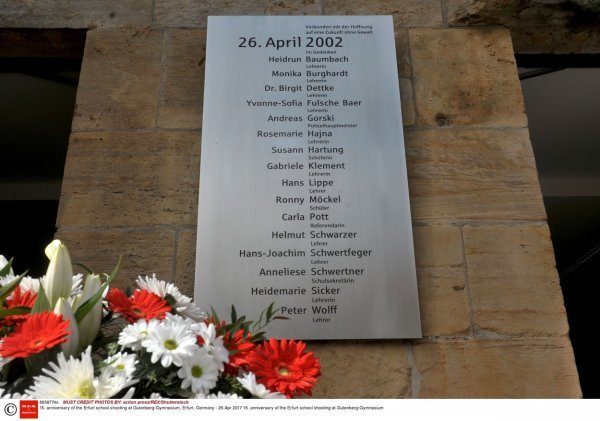 Verbunden mit der Hoffnung
auf eine Zukunft ohne Gewalt
26. April 2002
Im Gedenken
Heidrun Baumbach
Lehrerin
Monika Burghardt
Lehrerin
Dr. Birgit Dettke
Lehrerin
Yvonne-Sofia Fulsche Baer
Lehrerin
Andreas Gorski
Polizeihauptmeister
Rosemarie Hajna
Lehrerin
Susann Hartung
Schülerin
Gabriele Klement
Lehrerin
Hans Lippe
Lehrer
Ronny Möckel
Schüler
Carla Pott
Referendarin
Helmut Schwarzer
Lehrer
Hans-Joachim Schwertfeger
Lehrer
Anneliese Schwertner
Schulsekretärin
Heidemarie Sicker
Lehrerin
Peter Wolff
Lehrer
8658774o MUST CREDIT PHOTOS BY: action press/REX/Shutterstock
15. anniversary of the Erfurt school shooting at Gutenberg-Gymnasium, Erfurt, Germany - 26 Apr 2017 15. anniversary of the Erfurt school shooting at Gutenberg-Gymnasium